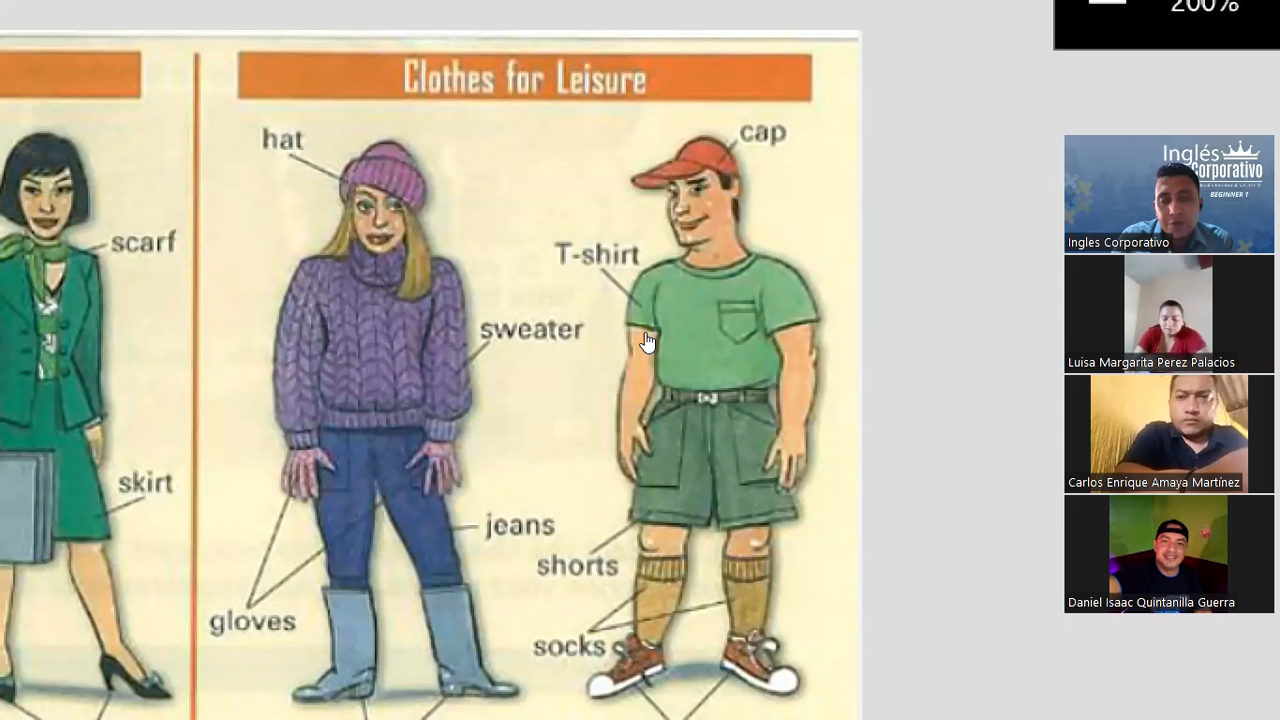 200%
Clothes for Leisure
hat
cap
scarf
T-shirt
sweater
skirt
jeans
shorts
gloves
socks
Inglés
Corporativo
BEGINNER 1
Ingles Corporativo
Luisa Margarita Perez Palacios
Carlos Enrique Amaya Martínez
Daniel Isaac Quintanilla Guerra